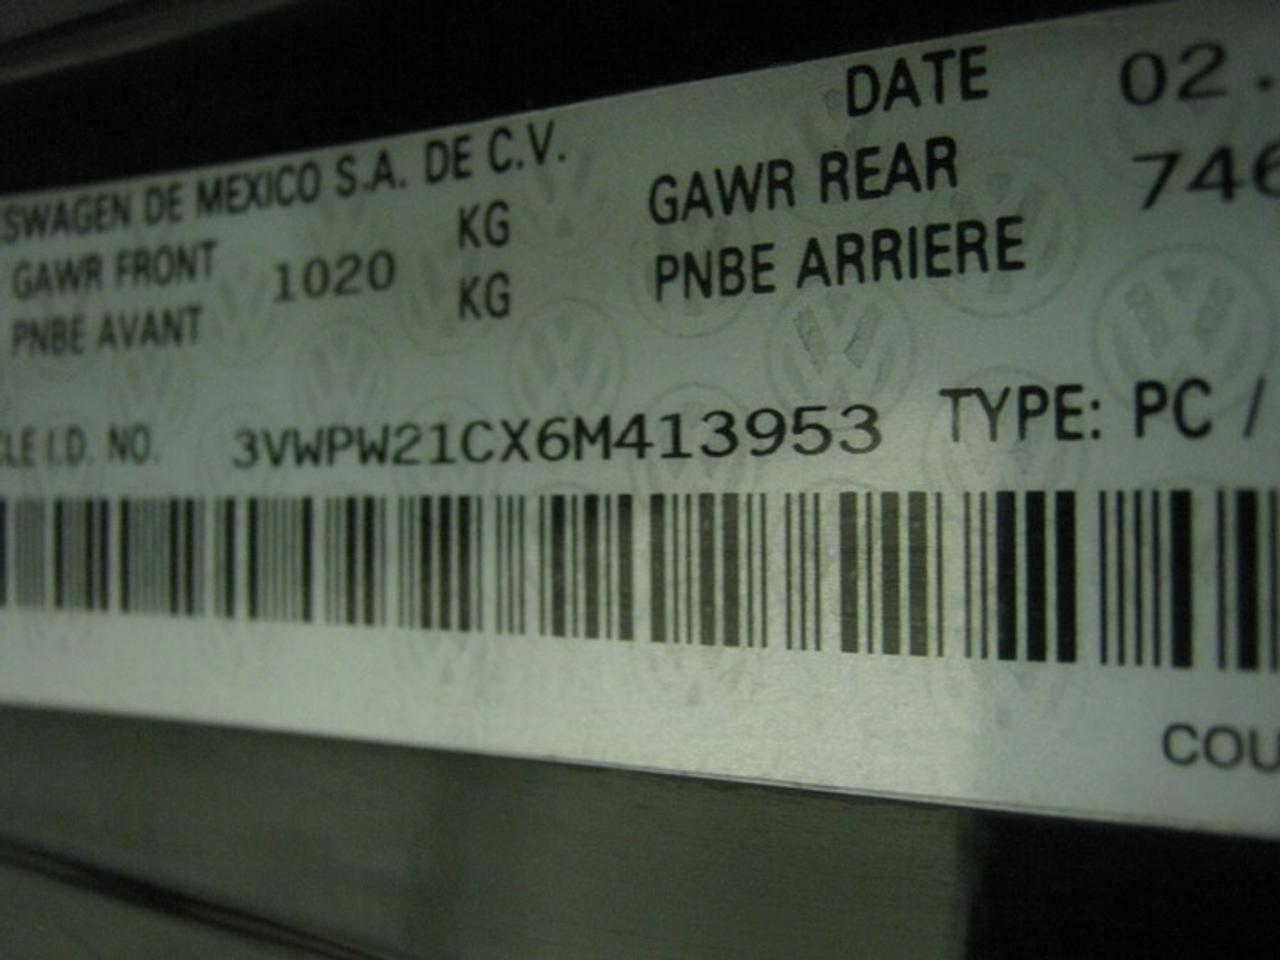 SWAGEN DE MEXICO S.A. DE C.V. DATE 02.
GAWR FRONT 1020 KG GAWR REAR 746
PNBE AVANT KG PNBE ARRIERE
CLE I.D. NO. 3VWPW21CX6M413953 TYPE: PC /
COU